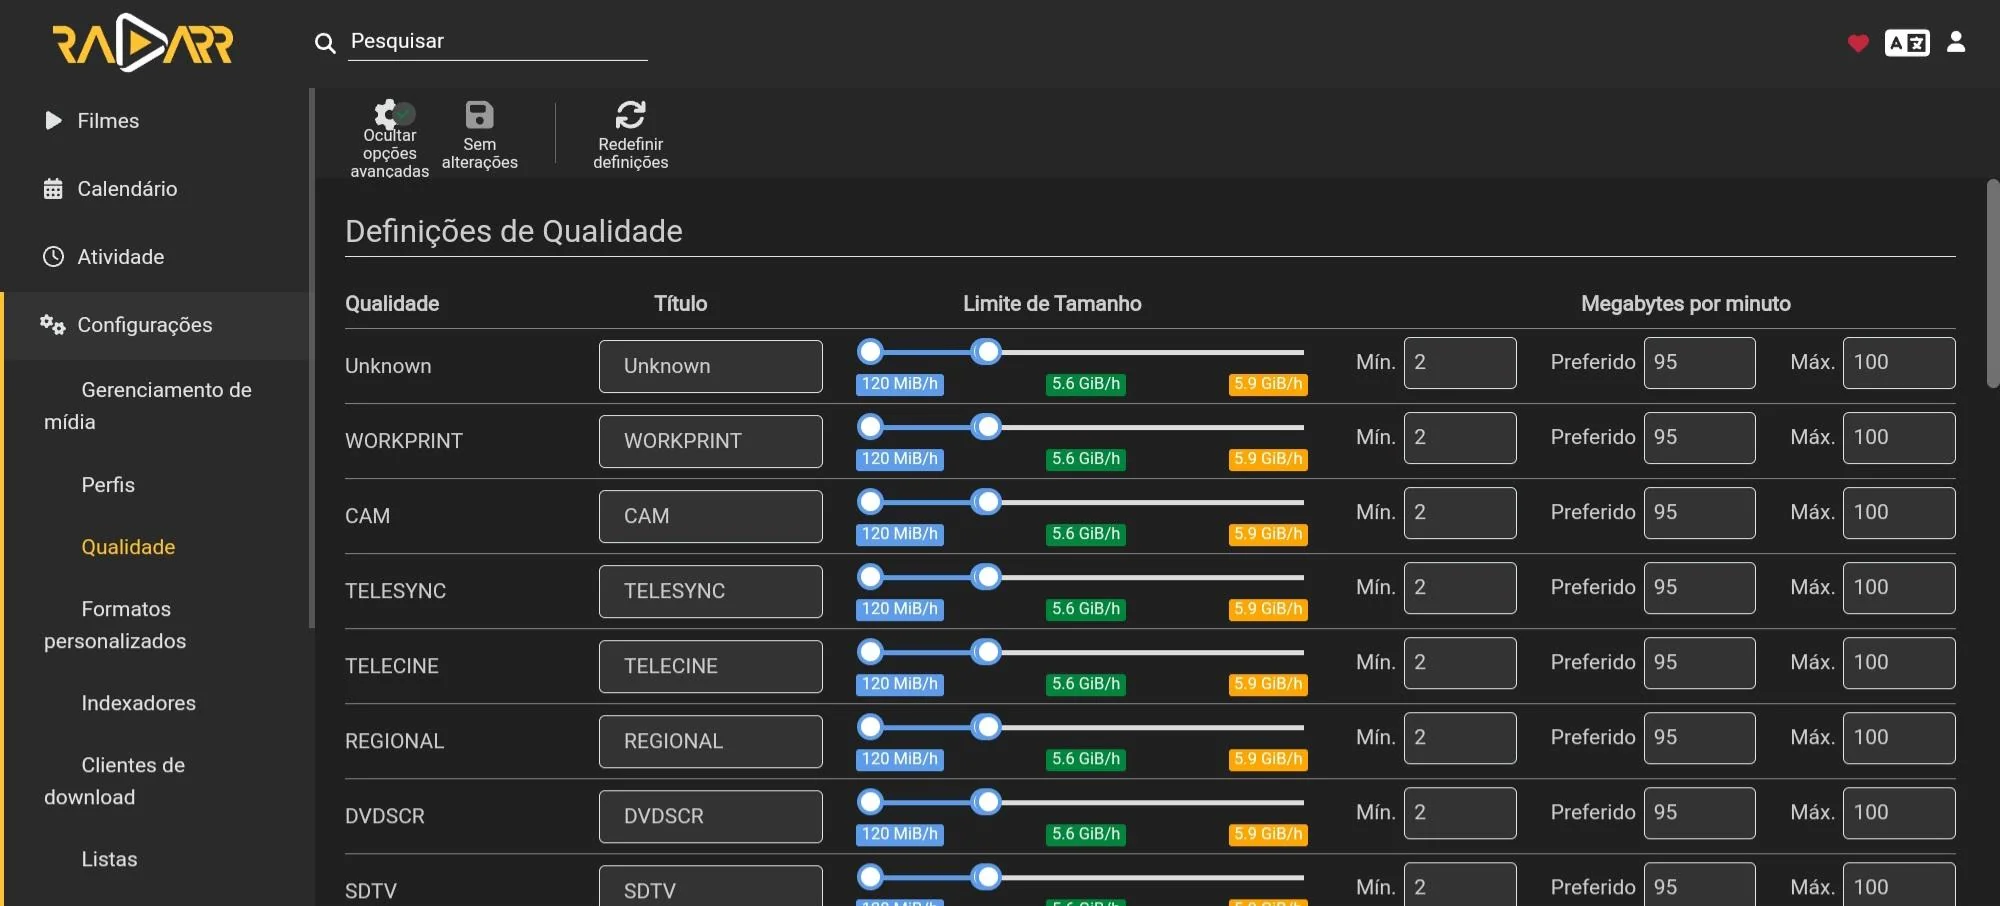 RADARR
Pesquisar
Filmes
Calendário
Atividade
Configurações
Gerenciamento de
mídia
Perfis
Qualidade
Formatos
personalizados
Indexadores
Clientes de
download
Listas
Ocultar
opções
avançadas
Sem
alterações
Redefinir
definições
Definições de Qualidade
Qualidade Título Limite de Tamanho Megabytes por minuto
Unknown Unknown Mín. 2 Preferido 95 Máx. 100
120 MiB/h 5.6 GiB/h 5.9 GiB/h
WORKPRINT WORKPRINT Mín. 2 Preferido 95 Máx. 100
120 MiB/h 5.6 GiB/h 5.9 GiB/h
CAM CAM Mín. 2 Preferido 95 Máx. 100
120 MiB/h 5.6 GiB/h 5.9 GiB/h
TELESYNC TELESYNC Mín. 2 Preferido 95 Máx. 100
120 MiB/h 5.6 GiB/h 5.9 GiB/h
TELECINE TELECINE Mín. 2 Preferido 95 Máx. 100
120 MiB/h 5.6 GiB/h 5.9 GiB/h
REGIONAL REGIONAL Mín. 2 Preferido 95 Máx. 100
120 MiB/h 5.6 GiB/h 5.9 GiB/h
DVDSCR DVDSCR Mín. 2 Preferido 95 Máx. 100
120 MiB/h 5.6 GiB/h 5.9 GiB/h
SDTV SDTV Mín. 2 Preferido 95 Máx. 100